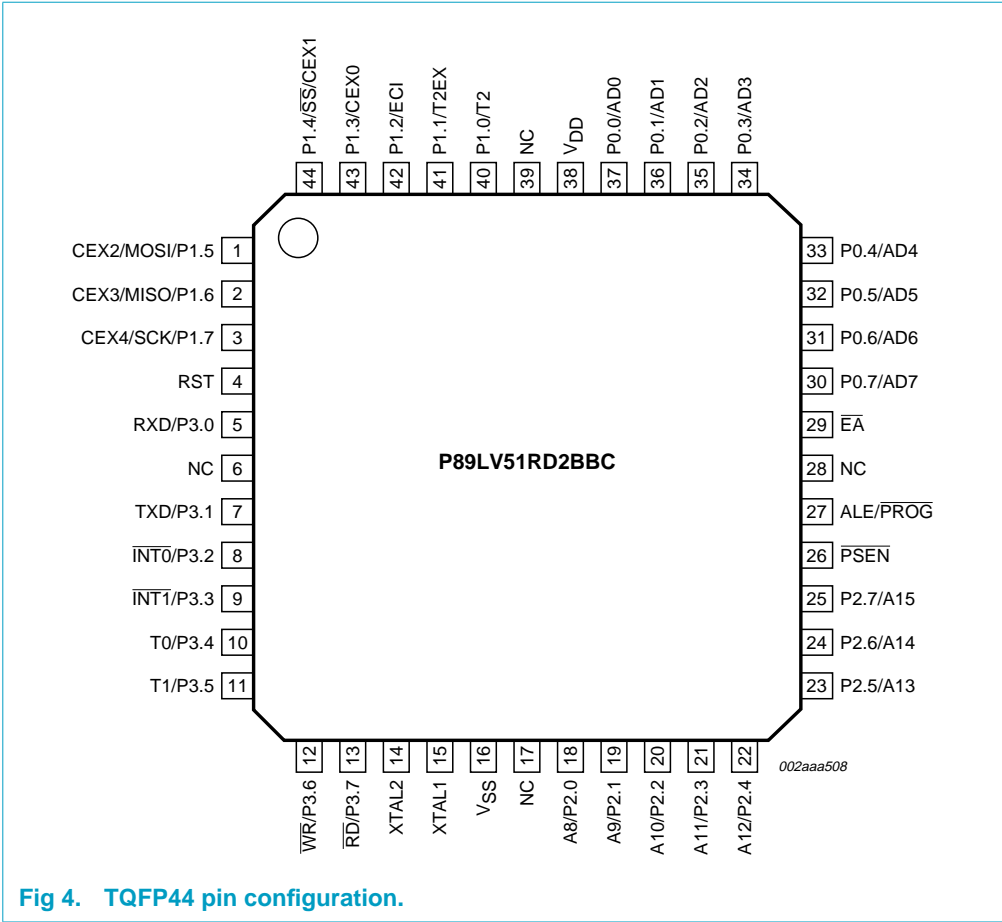 44 P1.4/S̅S̅/CEX1
43 P1.3/CEX0
42 P1.2/ECI
41 P1.1/T2EX
40 P1.0/T2
39 NC
38 VDD
37 P0.0/AD0
36 P0.1/AD1
35 P0.2/AD2
34 P0.3/AD3
CEX2/MOSI/P1.5 1
CEX3/MISO/P1.6 2
CEX4/SCK/P1.7 3
RST 4
RXD/P3.0 5
NC 6
TXD/P3.1 7
I̅N̅T̅0̅/P3.2 8
I̅N̅T̅1̅/P3.3 9
T0/P3.4 10
T1/P3.5 11
P89LV51RD2BBC
33 P0.4/AD4
32 P0.5/AD5
31 P0.6/AD6
30 P0.7/AD7
29 E̅A̅
28 NC
27 ALE/P̅R̅O̅G̅
26 P̅S̅E̅N̅
25 P2.7/A15
24 P2.6/A14
23 P2.5/A13
W̅R̅/P3.6 12
R̅D̅/P3.7 13
XTAL2 14
XTAL1 15
VSS 16
NC 17
A8/P2.0 18
A9/P2.1 19
A10/P2.2 20
A11/P2.3 21
A12/P2.4 22
002aaa508
Fig 4. TQFP44 pin configuration.